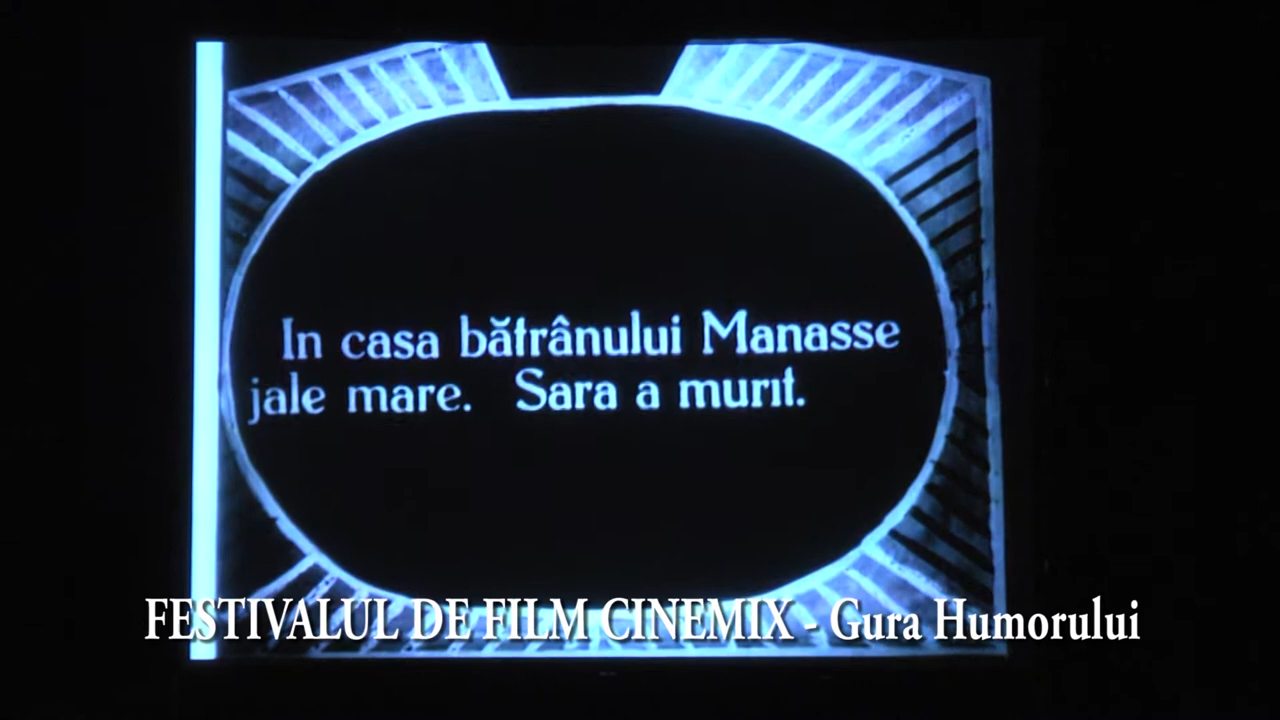 In casa bătrânului Manasse
jale mare. Sara a murit.
FESTIVALUL DE FILM CINEMIX - Gura Humorului